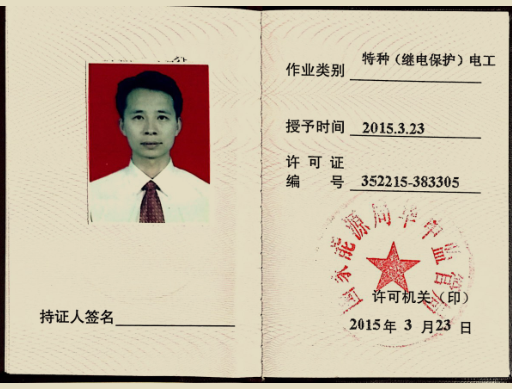 持证人签名
作业类别 特种（继电保护）电工
授予时间 2015.3.23
许可证
编号 352215-383305
国家能源局华中监管局
许可机关（印）
2015年 3 月23 日